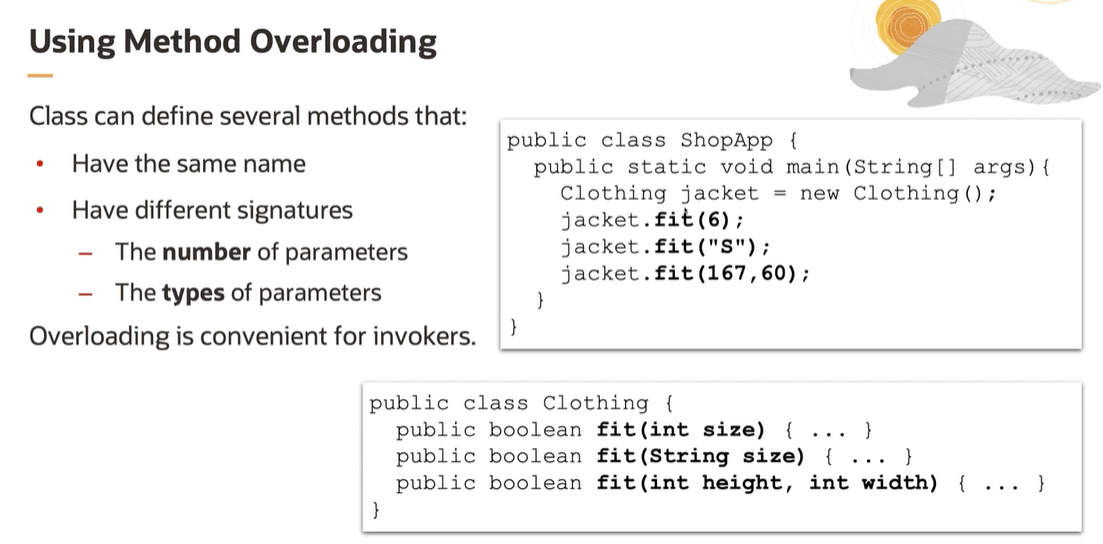 Using Method Overloading
Class can define several methods that:
• Have the same name
• Have different signatures
– The number of parameters
– The types of parameters
Overloading is convenient for invokers.
public class ShopApp {
  public static void main(String[] args){
    Clothing jacket = new Clothing();
    jacket.fit(6);
    jacket.fit("S");
    jacket.fit(167,60);
  }
}
public class Clothing {
  public boolean fit(int size) { ... }
  public boolean fit(String size) { ... }
  public boolean fit(int height, int width) { ... }
}